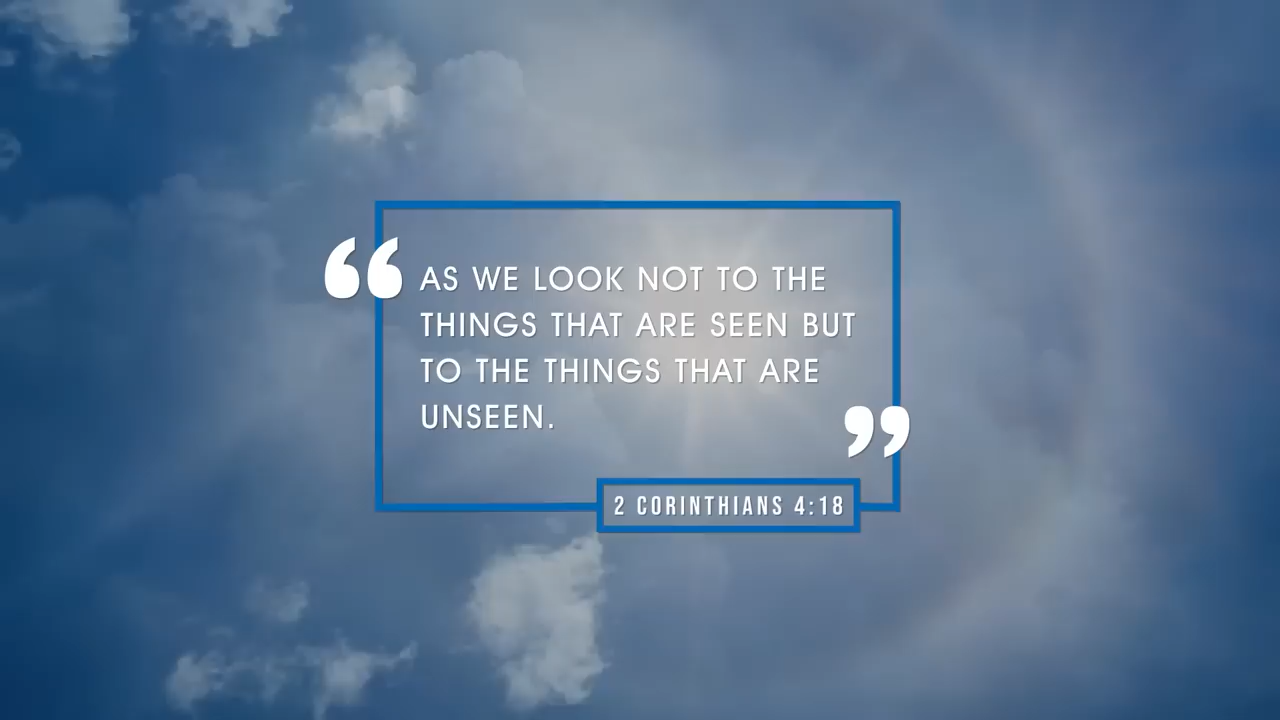 “AS WE LOOK NOT TO THE
THINGS THAT ARE SEEN BUT
TO THE THINGS THAT ARE
UNSEEN.”
2 CORINTHIANS 4:18